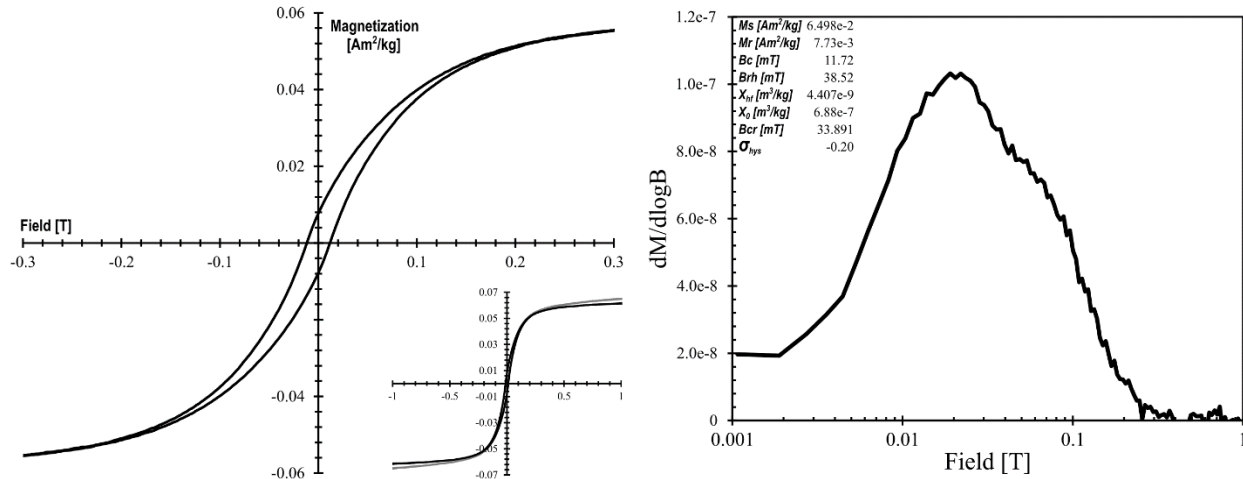 0.06
Magnetization
[Am²/kg]
0.04
0.02
Field [T]
-0.3 -0.2 -0.1 0.1 0.2 0.3
-0.04
-0.06
0.07
0.05
0.03
0.01
-1 -0.5 -0.01 0.5 1
-0.03
-0.05
-0.07
1.2e-7
Ms [Am²/kg] 6.498e-2
Mr [Am²/kg] 7.73e-3
Bc [mT] 11.72
Brh [mT] 38.52
X_hf [m³/kg] 4.407e-9
X_o [m³/kg] 6.88e-7
Bcr [mT] 33.891
σ_hys -0.20
1.0e-7
8.0e-8
6.0e-8
4.0e-8
2.0e-8
0
dM/dlogB
0.001 0.01 0.1 1
Field [T]